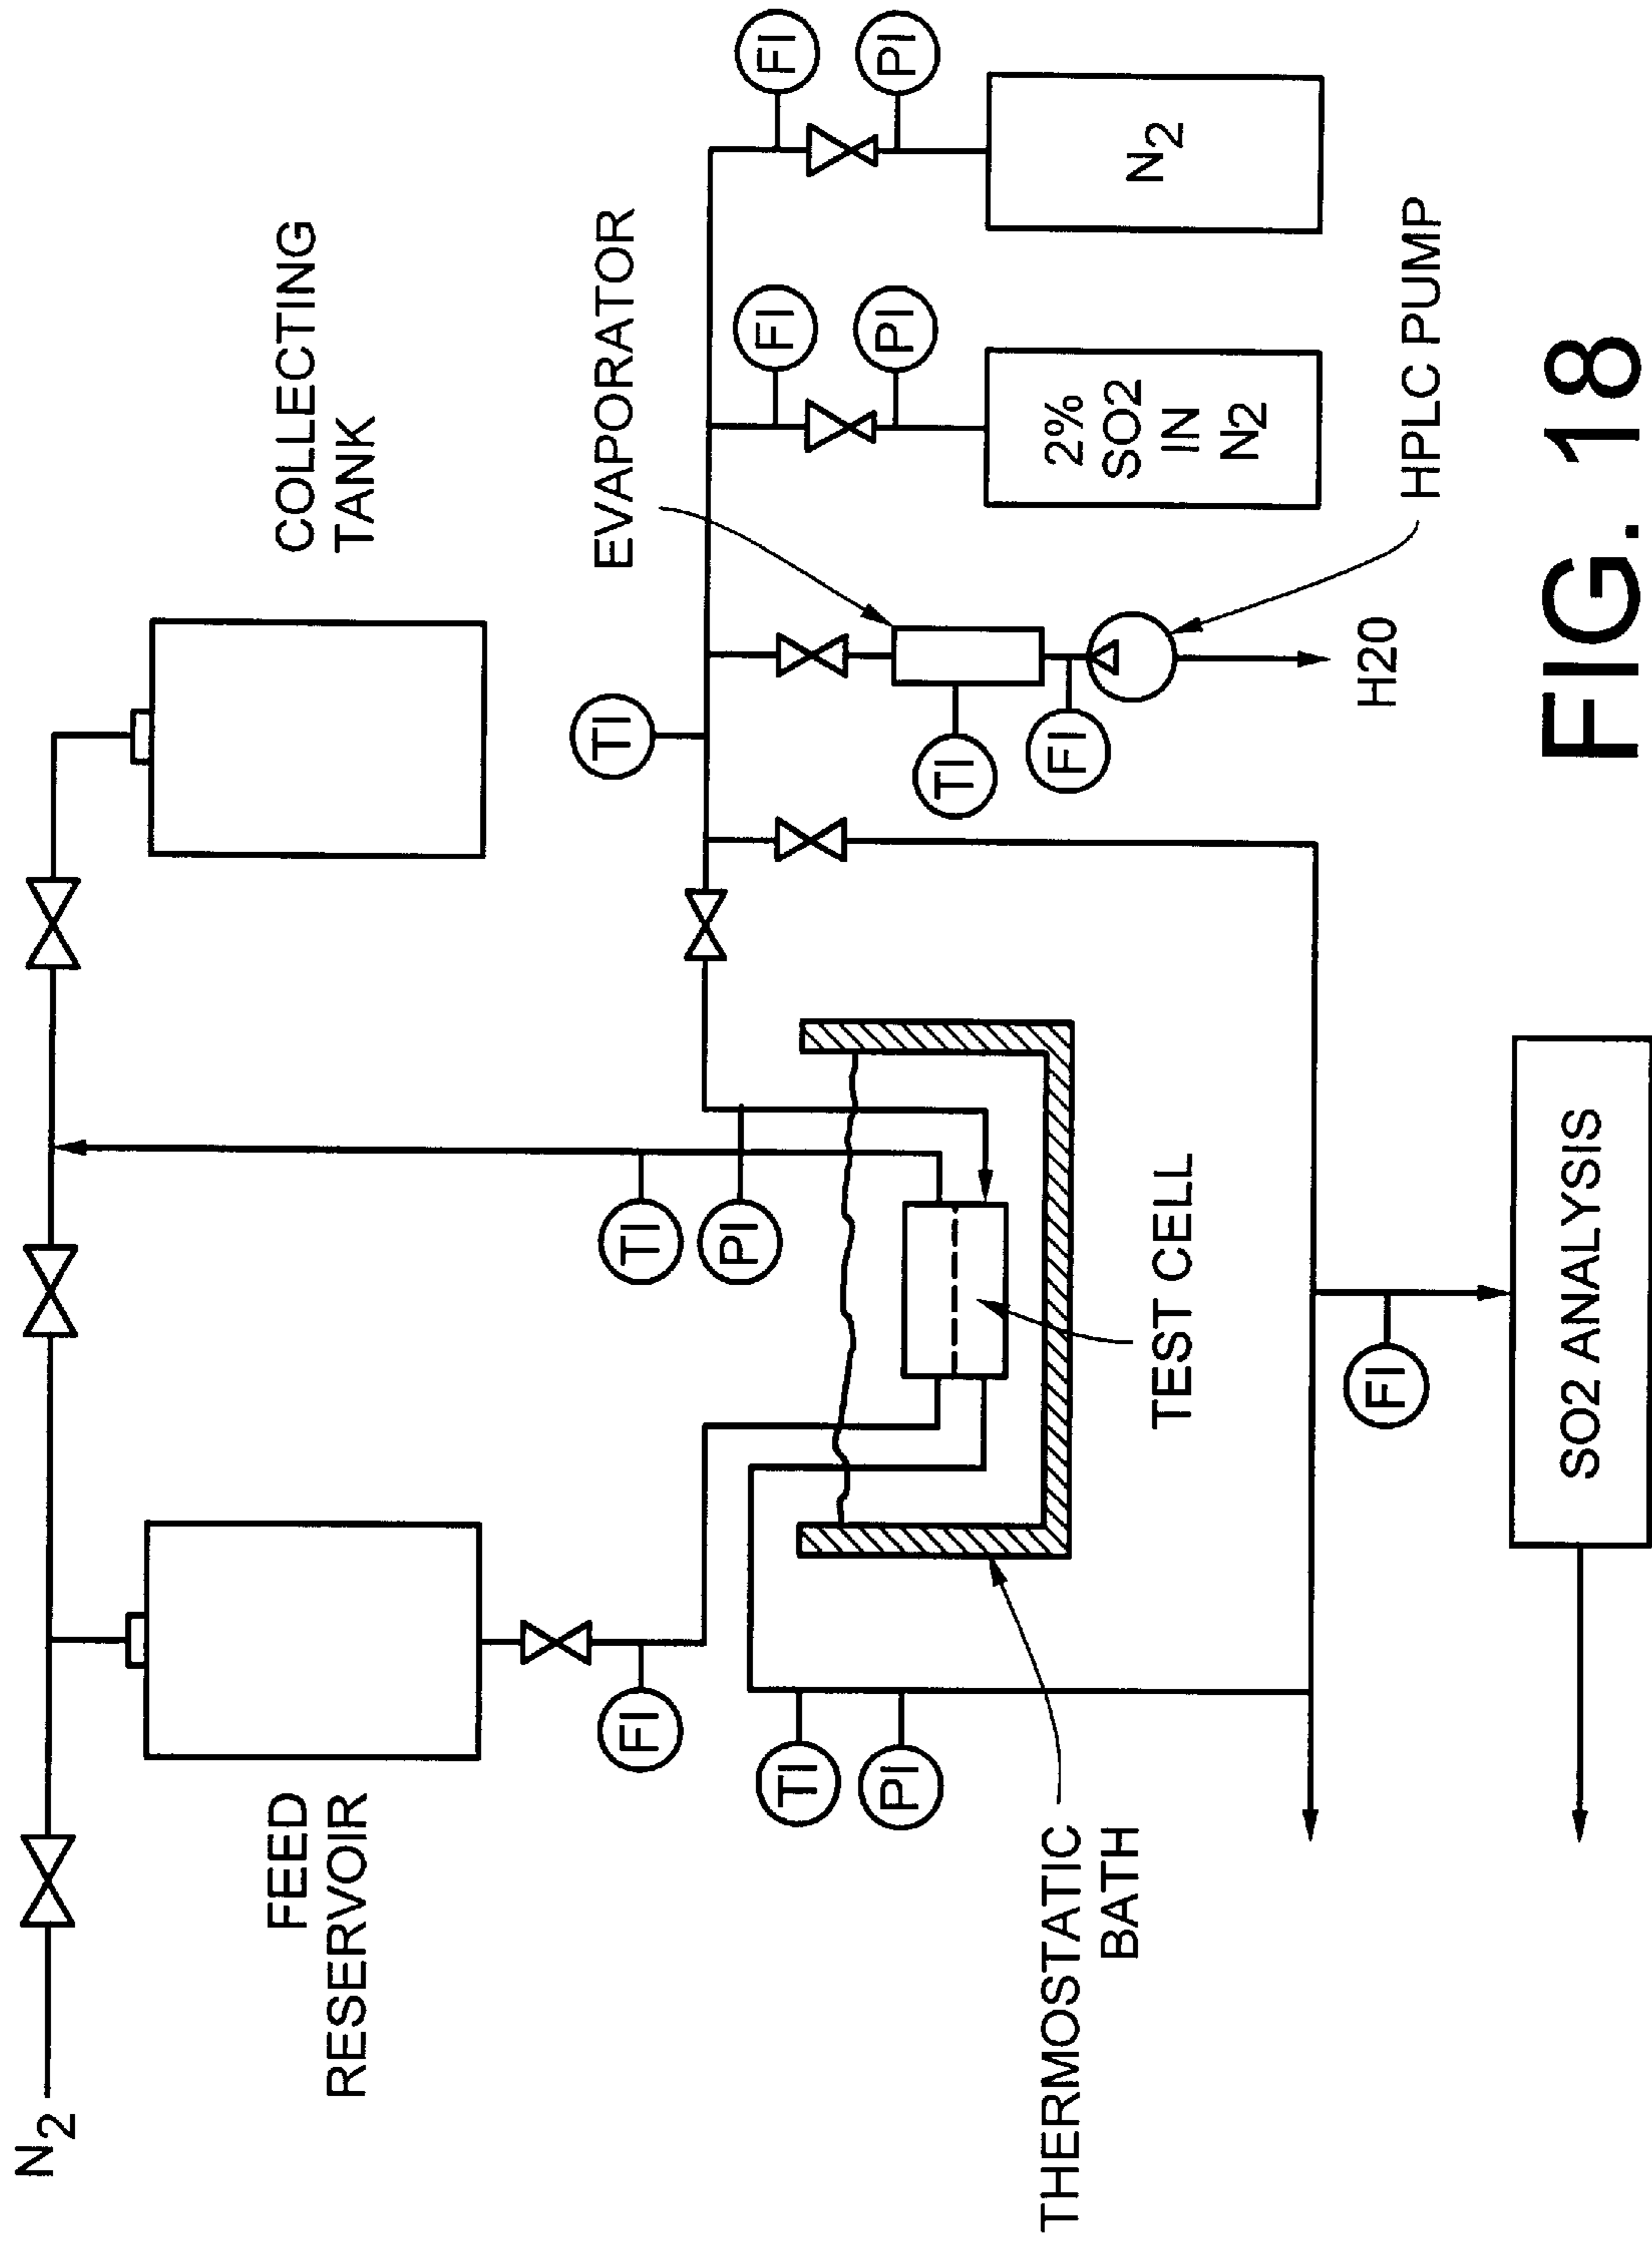 N2
FEED
RESERVOIR
COLLECTING
TANK
EVAPORATOR
TI
FI
TI
PI
TI
PI
FI
FI
PI
PI
TI
FI
THERMOSTATIC
BATH
TEST CELL
2%
SO2
IN
N2
N2
H20
HPLC PUMP
FI
SO2 ANALYSIS
FIG. 18